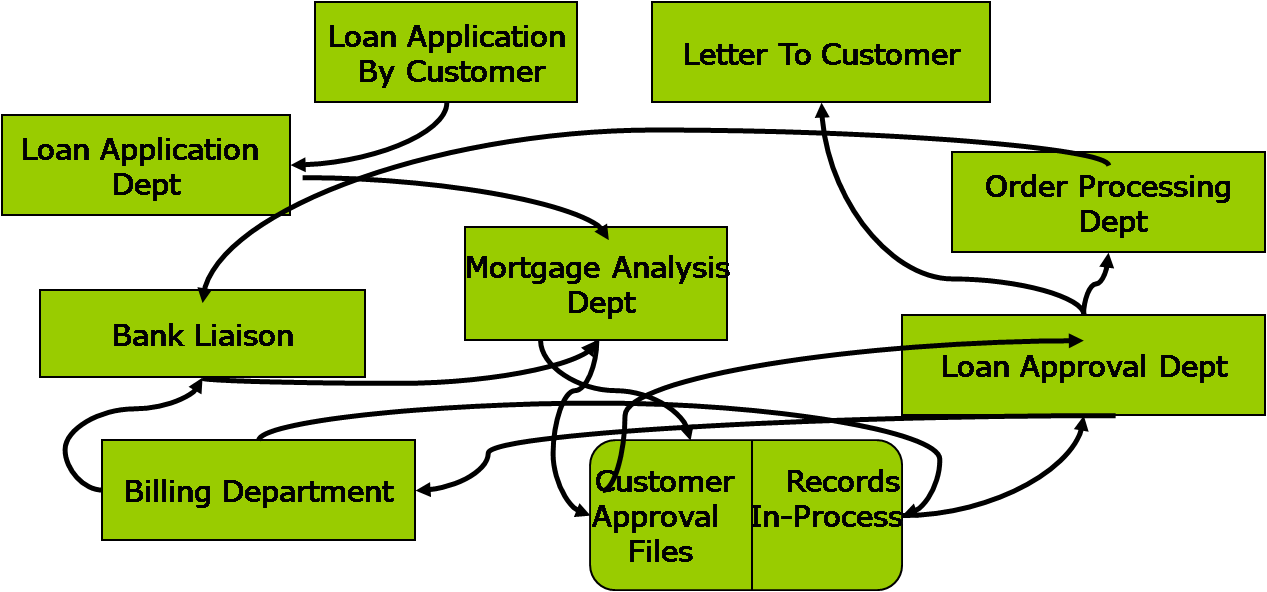 Loan Application
By Customer
Letter To Customer
Loan Application
Dept
Order Processing
Dept
Mortgage Analysis
Dept
Bank Liaison
Loan Approval Dept
Billing Department
Customer
Approval
Files
Records
In-Process